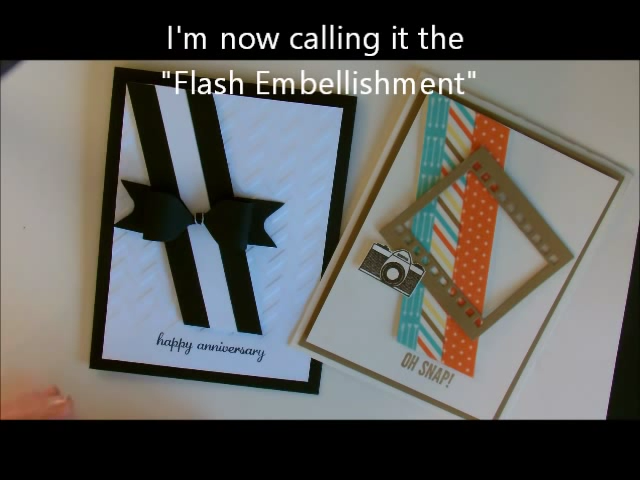 I'm now calling it the
"Flash Embellishment"
happy anniversary
OH SNAP!